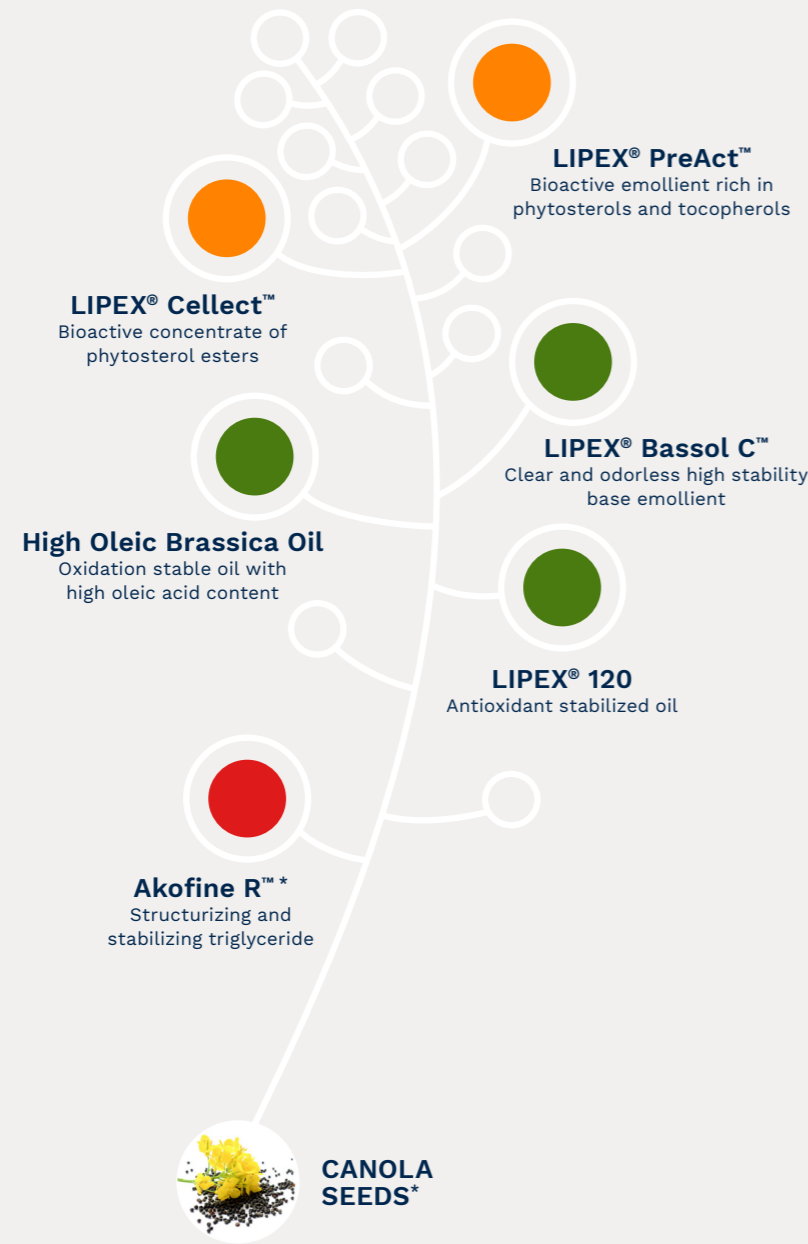 LIPEX® PreAct™
Bioactive emollient rich in
phytosterols and tocopherols
LIPEX® Cellect™
Bioactive concentrate of
phytosterol esters
LIPEX® Bassol C™
Clear and odorless high stability
base emollient
High Oleic Brassica Oil
Oxidation stable oil with
high oleic acid content
LIPEX® 120
Antioxidant stabilized oil
Akofine R™ *
Structurizing and
stabilizing triglyceride
CANOLA
SEEDS*